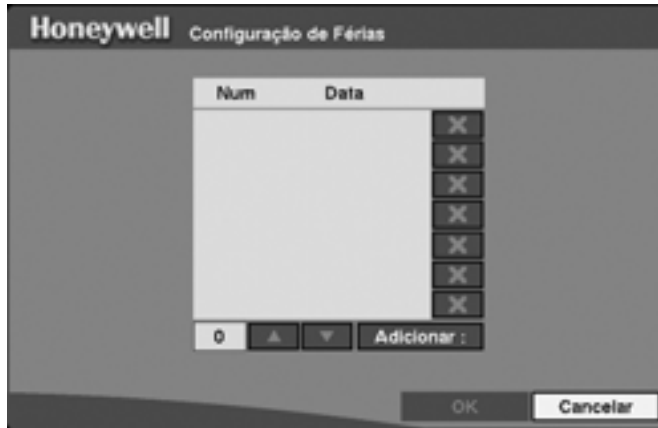 Honeywell Configuração de Férias
Num Data
0 Adicionar :
OK Cancelar